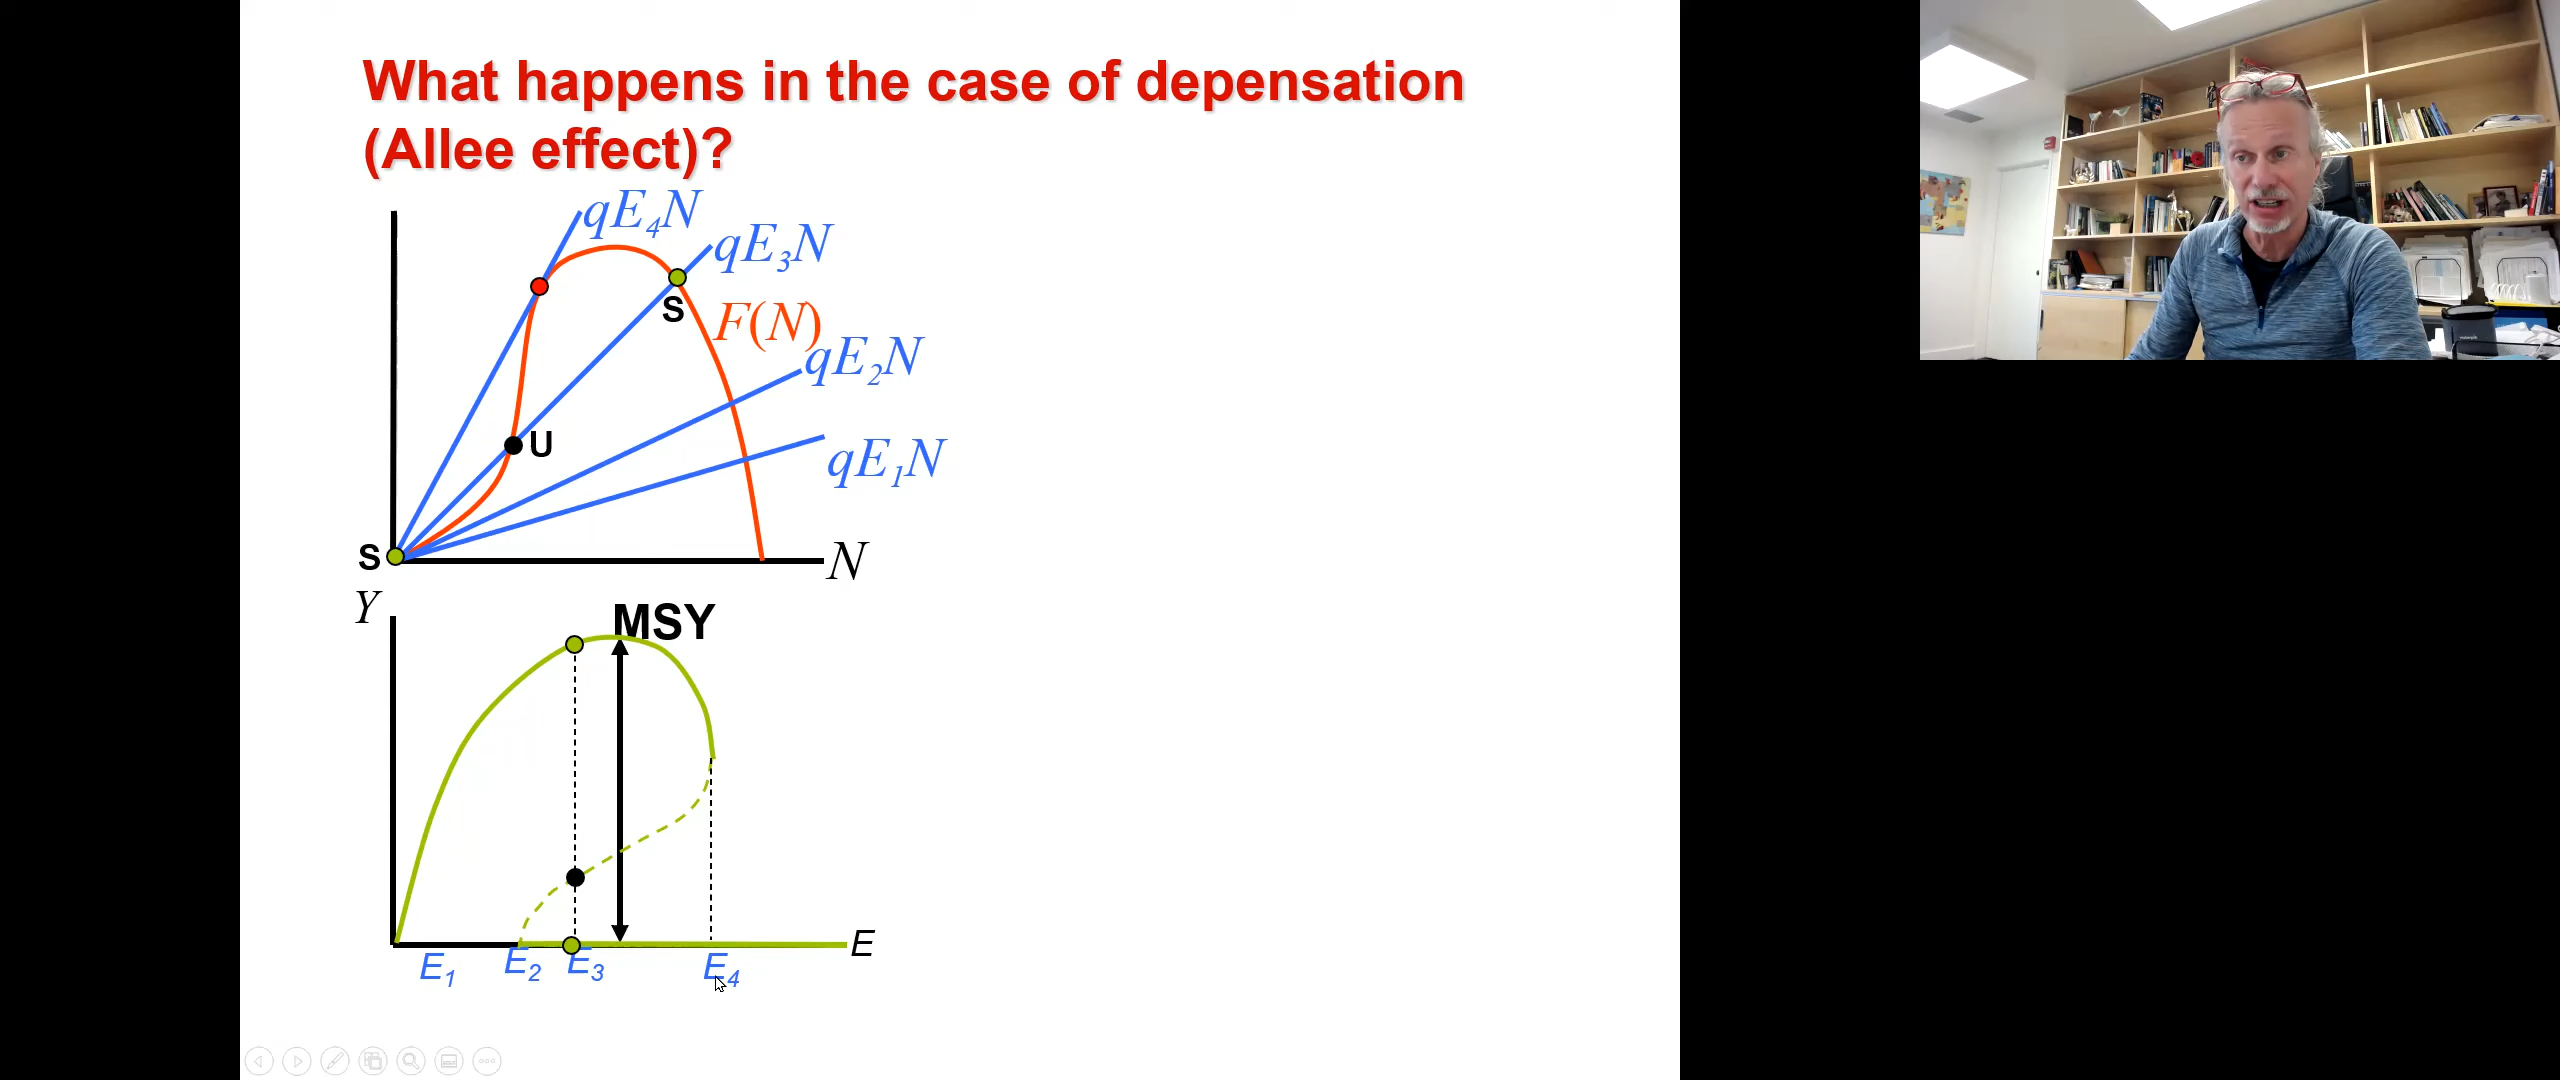 What happens in the case of depensation
(Allee effect)?
qE4N
qE3N
S
F(N)
qE2N
U
qE1N
S
N
Y
MSY
E
E1
E2
E3
E4